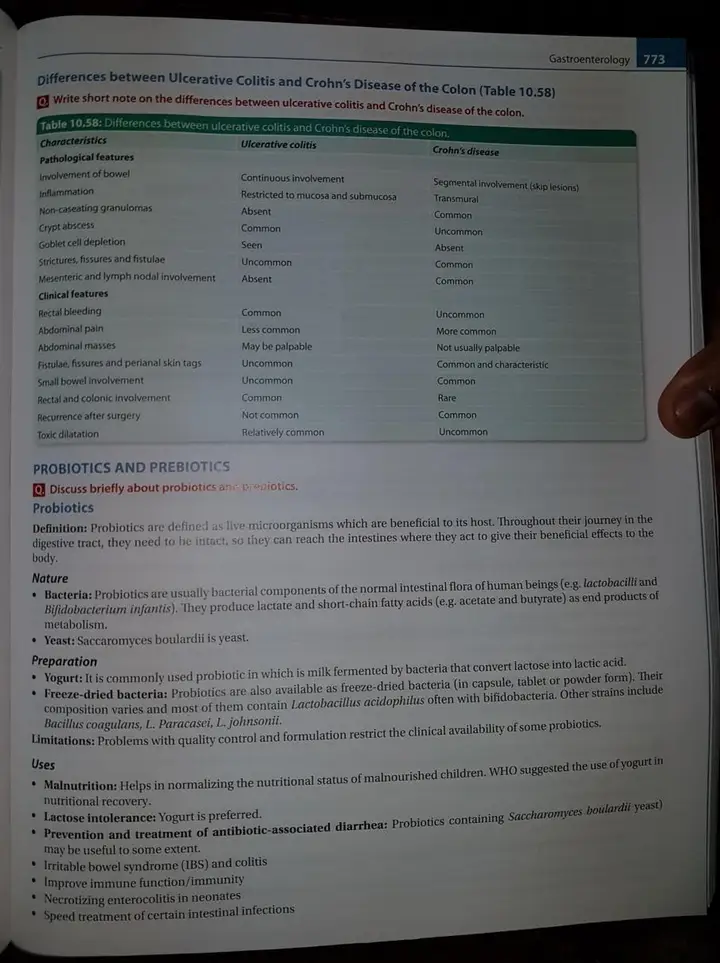 Gastroenterology 773
Differences between Ulcerative Colitis and Crohn's Disease of the Colon (Table 10.58)
Q. Write short note on the differences between ulcerative colitis and Crohn's disease of the colon.
Table 10.58: Differences between ulcerative colitis and Crohn's disease of the colon.
Characteristics Ulcerative colitis Crohn's disease
Pathological features
Involvement of bowel Continuous involvement Segmental involvement (skip lesions)
Inflammation Restricted to mucosa and submucosa Transmural
Non-caseating granulomas Absent Common
Crypt abscess Common Uncommon
Goblet cell depletion Seen Absent
Strictures, fissures and fistulae Uncommon Common
Mesenteric and lymph nodal involvement Absent Common
Clinical features
Rectal bleeding Common Uncommon
Abdominal pain Less common More common
Abdominal masses May be palpable Not usually palpable
Fistulae, fissures and perianal skin tags Uncommon Common and characteristic
Small bowel involvement Uncommon Common
Rectal and colonic involvement Common Rare
Recurrence after surgery Not common Common
Toxic dilatation Relatively common Uncommon
PROBIOTICS AND PREBIOTICS
Q. Discuss briefly about probiotics and prebiotics.
Probiotics
Definition: Probiotics are defined as live microorganisms which are beneficial to its host. Throughout their journey in the
digestive tract, they need to be intact, so they can reach the intestines where they act to give their beneficial effects to the
body.
Nature
• Bacteria: Probiotics are usually bacterial components of the normal intestinal flora of human beings (e.g. lactobacilli and
Bifidobacterium infantis). They produce lactate and short-chain fatty acids (e.g. acetate and butyrate) as end products of
metabolism.
• Yeast: Saccaromyces boulardii is yeast.
Preparation
• Yogurt: It is commonly used probiotic in which is milk fermented by bacteria that convert lactose into lactic acid.
• Freeze-dried bacteria: Probiotics are also available as freeze-dried bacteria (in capsule, tablet or powder form). Their
composition varies and most of them contain Lactobacillus acidophilus often with bifidobacteria. Other strains include
Bacillus coagulans, L. Paracasei, L. johnsonii.
Limitations: Problems with quality control and formulation restrict the clinical availability of some probiotics.
Uses
• Malnutrition: Helps in normalizing the nutritional status of malnourished children. WHO suggested the use of yogurt in
nutritional recovery.
• Lactose intolerance: Yogurt is preferred.
• Prevention and treatment of antibiotic-associated diarrhea: Probiotics containing Saccharomyces boulardii yeast)
may be useful to some extent.
• Irritable bowel syndrome (IBS) and colitis
• Improve immune function/immunity
• Necrotizing enterocolitis in neonates
• Speed treatment of certain intestinal infections